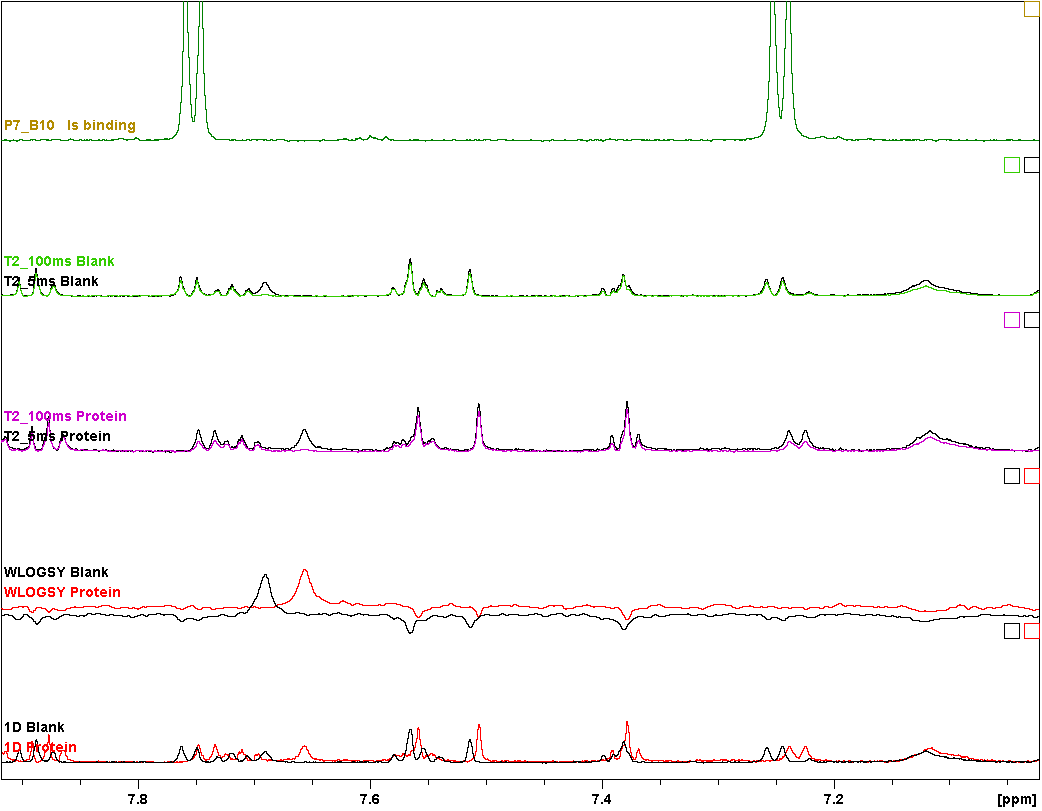 P7_B10 Is binding
T2_100ms Blank
T2_5ms Blank
T2_100ms Protein
T2_5ms Protein
WLOGSY Blank
WLOGSY Protein
1D Blank
1D Protein
7.8 7.6 7.4 7.2 [ppm]